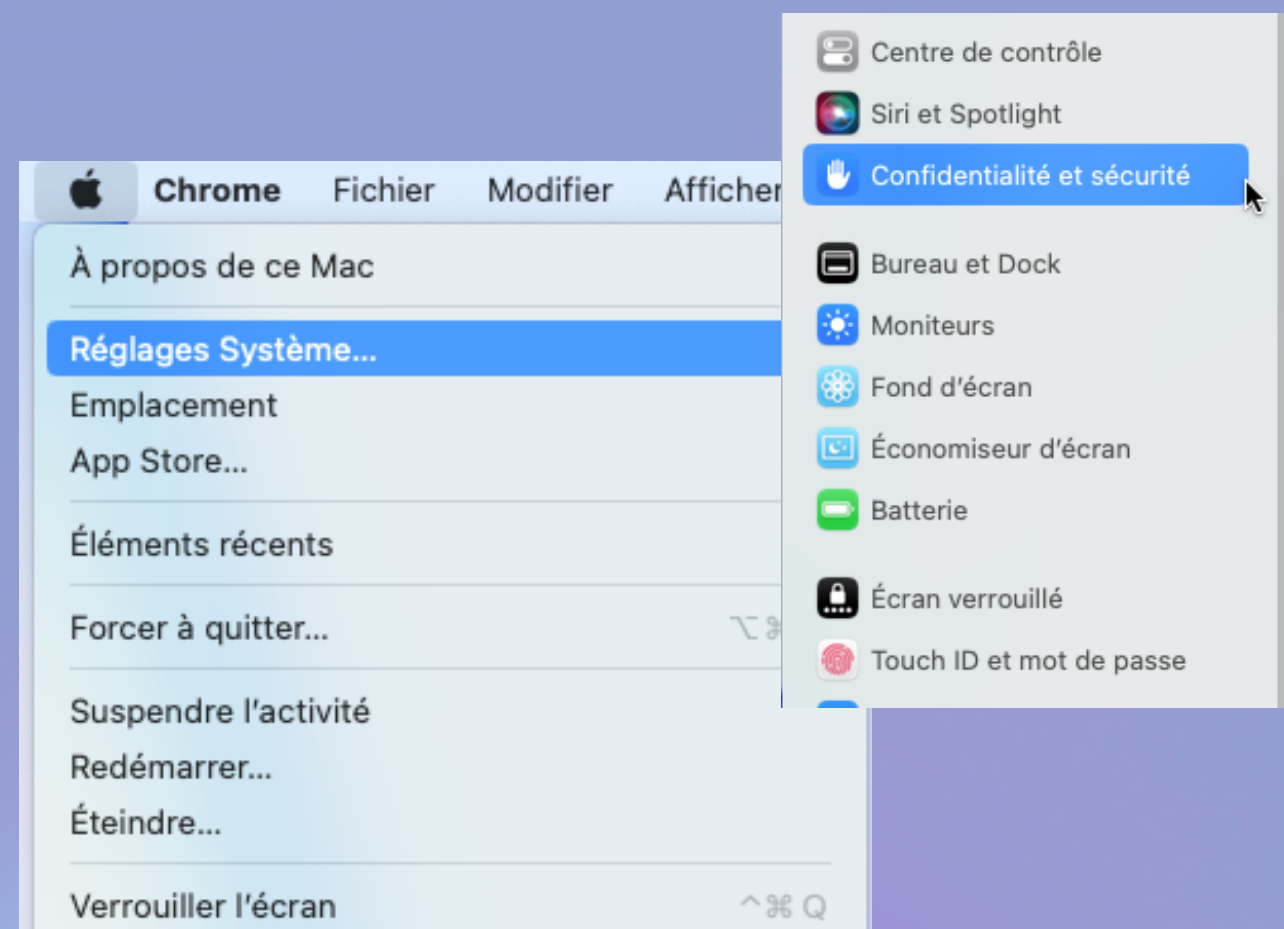 Chrome Fichier Modifier Afficher
À propos de ce Mac
Réglages Système...
Emplacement
App Store...
Éléments récents
Forcer à quitter... ⌥⌘
Suspendre l'activité
Redémarrer...
Éteindre...
Verrouiller l'écran ^⌘ Q
Centre de contrôle
Siri et Spotlight
Confidentialité et sécurité
Bureau et Dock
Moniteurs
Fond d'écran
Économiseur d'écran
Batterie
Écran verrouillé
Touch ID et mot de passe